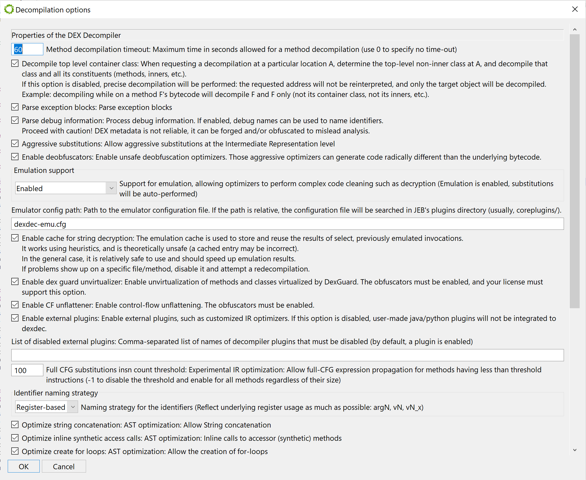 Decompilation options
Properties of the DEX Decompiler
60 Method decompilation timeout: Maximum time in seconds allowed for a method decompilation (use 0 to specify no time-out)
Decompile top level container class: When requesting a decompilation at a particular location A, determine the top-level non-inner class at A, and decompile that
class and all its constituents (methods, inners, etc.).
If this option is disabled, precise decompilation will be performed: the requested address will not be reinterpreted, and only the target object will be decompiled.
Example: decompiling while on a method F's bytecode will decompile F and F only (not its container class, not its inners, etc.).
Parse exception blocks: Parse exception blocks
Parse debug information: Process debug information. If enabled, debug names can be used to name identifiers.
Proceed with caution! DEX metadata is not reliable, it can be forged and/or obfuscated to mislead analysis.
Aggressive substitutions: Allow aggressive substitutions at the Intermediate Representation level
Enable deobfuscators: Enable unsafe deobfuscation optimizers. Those aggressive optimizers can generate code radically different than the underlying bytecode.
Emulation support
Enabled Support for emulation, allowing optimizers to perform complex code cleaning such as decryption (Emulation is enabled, substitutions
will be auto-performed)
Emulator config path: Path to the emulator configuration file. If the path is relative, the configuration file will be searched in JEB's plugins directory (usually, coreplugins/).
dexdec-emu.cfg
Enable cache for string decryption: The emulation cache is used to store and reuse the results of select, previously emulated invocations.
It works using heuristics, and is theoretically unsafe (a cached entry may be incorrect).
In the general case, it is relatively safe to use and should speed up emulation results.
If problems show up on a specific file/method, disable it and attempt a redecompilation.
Enable dex guard unvirtualizer: Enable unvirtualization of methods and classes virtualized by DexGuard. The obfuscators must be enabled, and your license must
support this option.
Enable CF unflattener: Enable control-flow unflattening. The obfuscators must be enabled.
Enable external plugins: Enable external plugins, such as customized IR optimizers. If this option is disabled, user-made java/python plugins will not be integrated to
dexdec.
List of disabled external plugins: Comma-separated list of names of decompiler plugins that must be disabled (by default, a plugin is enabled)
100 Full CFG substitutions insn count threshold: Experimental IR optimization: Allow full-CFG expression propagation for methods having less than threshold
instructions (-1 to disable the threshold and enable for all methods regardless of their size)
Identifier naming strategy
Register-based Naming strategy for the identifiers (Reflect underlying register usage as much as possible: argN, vN, vN_x)
Optimize string concatenation: AST optimization: Allow String concatenation
Optimize inline synthetic access calls: AST optimization: Inline calls to accessor (synthetic) methods
Optimize create for loops: AST optimization: Allow the creation of for-loops
OK Cancel